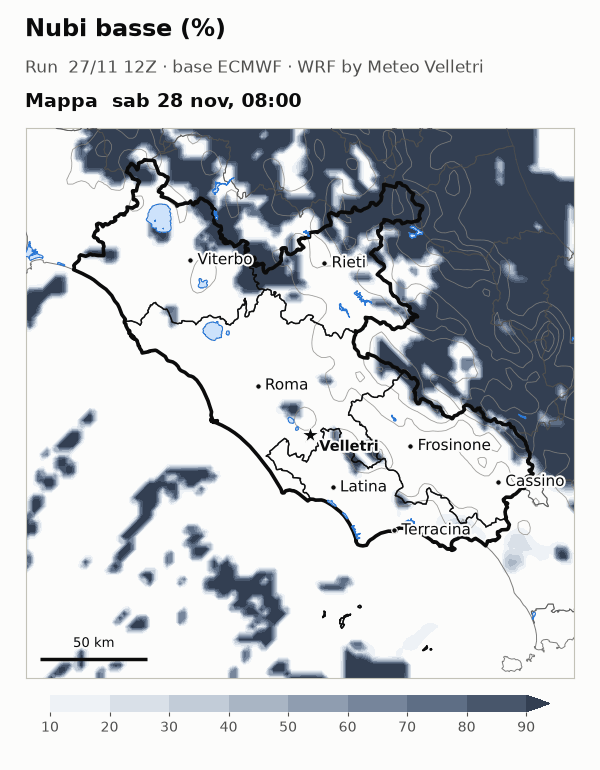 Nubi basse (%)
Run  27/11 12Z · base ECMWF · WRF by Meteo Velletri
Mappa  sab 28 nov, 08:00
Viterbo
Rieti
Roma
Velletri
Frosinone
Cassino
Latina
Terracina
50 km
10 20 30 40 50 60 70 80 90